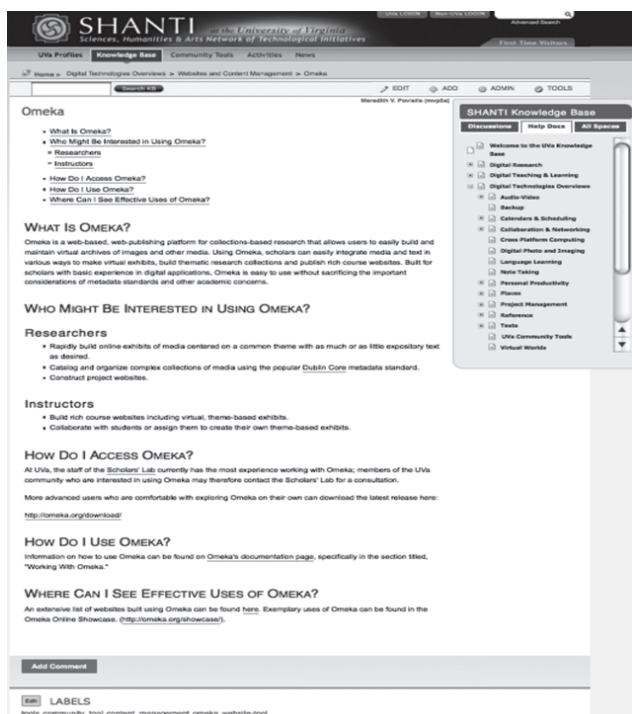 UVA LOGIN Non-UVA LOGIN
SHANTI at the University of Virginia
Sciences, Humanities & Arts Network of Technological Initiatives
Advanced Search
First Time Visitors
UVa Profiles Knowledge Base Community Tools Activities News
Home > Digital Technologies Overviews > Websites and Content Management > Omeka
Search KB
EDIT ADD ADMIN TOOLS
Omeka
What Is Omeka?
Who Might Be Interested in Using Omeka?
Researchers
Instructors
How Do I Access Omeka?
How Do I Use Omeka?
Where Can I See Effective Uses of Omeka?
WHAT IS OMEKA?
Omeka is a web-based, web-publishing platform for collections-based research that allows users to easily build and
maintain virtual archives of images and other media. Using Omeka, scholars can easily integrate media and text in
various ways to make virtual exhibits, build thematic research collections and publish rich course websites. Built for
scholars with basic experience in digital applications, Omeka is easy to use without sacrificing the important
considerations of metadata standards and other academic concerns.
WHO MIGHT BE INTERESTED IN USING OMEKA?
Researchers
Rapidly build online exhibits of media centered on a common theme with as much or as little expository text
as desired.
Catalog and organize complex collections of media using the popular Dublin Core metadata standard.
Construct project websites.
Instructors
Build rich course websites including virtual, theme-based exhibits.
Collaborate with students or assign them to create their own theme-based exhibits.
HOW DO I ACCESS OMEKA?
At UVa, the staff of the Scholars' Lab currently has the most experience working with Omeka; members of the UVa
community who are interested in using Omeka may therefore contact the Scholars' Lab for a consultation.
More advanced users who are comfortable with exploring Omeka on their own can download the latest release here:
http://omeka.org/download/
HOW DO I USE OMEKA?
Information on how to use Omeka can be found on Omeka's documentation page, specifically in the section titled,
"Working With Omeka."
WHERE CAN I SEE EFFECTIVE USES OF OMEKA?
An extensive list of websites built using Omeka can be found here. Exemplary uses of Omeka can be found in the
Omeka Online Showcase. (http://omeka.org/showcase/).
Add Comment
Edit LABELS
tools community_tool content_management omeka website-tool
SHANTI Knowledge Base
Discussions Help Docs All Spaces
Welcome to the UVa Knowledge
Base
Digital Research
Digital Teaching & Learning
Digital Technologies Overviews
Audio-Video
Backup
Calendars & Scheduling
Collaboration & Networking
Cross Platform Computing
Digital Photo and Imaging
Language Learning
Note Taking
Personal Productivity
Places
Project Management
Reference
Texts
UVa Community Tools
Virtual Worlds